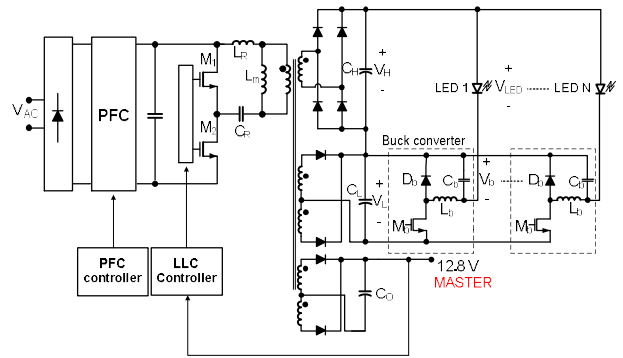 V_AC
PFC
PFC controller
LLC Controller
M_1
M_2
L_R
L_m
C_R
C_H
+
V_H
-
C_L
+
V_L
-
C_O
12.8 V
MASTER
Buck converter
D_b
C_b
L_b
M_b
+
V_b
-
D_b
C_b
L_b
M_b
LED 1
+
V_LED
-
LED N